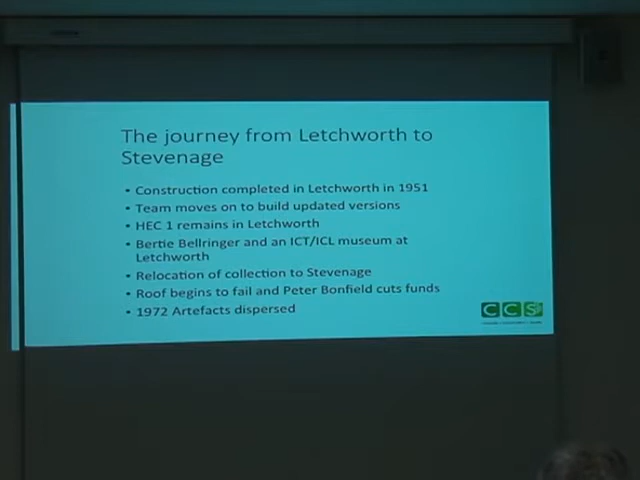 The journey from Letchworth to
Stevenage
• Construction completed in Letchworth in 1951
• Team moves on to build updated versions
• HEC 1 remains in Letchworth
• Bertie Bellringer and an ICT/ICL museum at
Letchworth
• Relocation of collection to Stevenage
• Roof begins to fail and Peter Bonfield cuts funds
• 1972 Artefacts dispersed
CCS